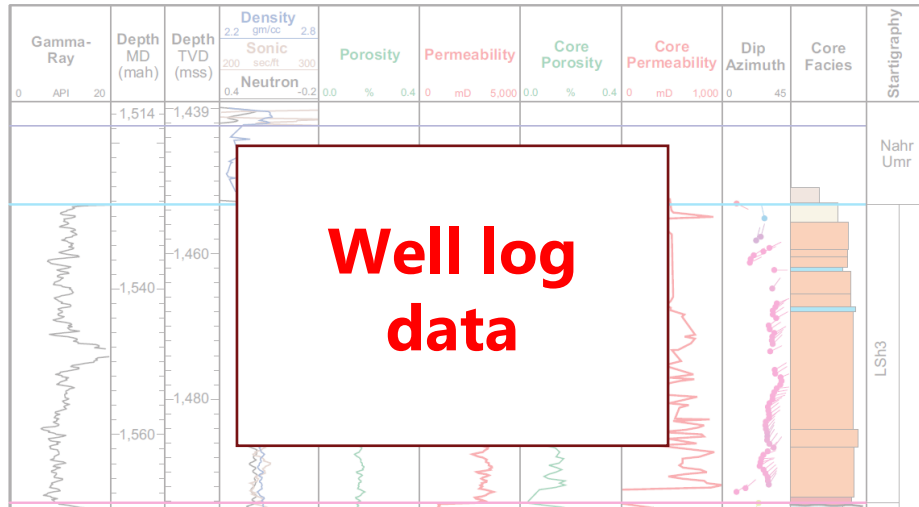 Gamma-
Ray
0 API 20
Depth
MD
(mah)
Depth
TVD
(mss)
Density
2.2 gm/cc 2.8
Sonic
200 sec/ft 300
Neutron
0.4 -0.2
Porosity
0.0 % 0.4
Permeability
0 mD 5,000
Core
Porosity
0.0 % 0.4
Core
Permeability
0 mD 1,000
Dip
Azimuth
0 45
Core
Facies
Startigraphy
1,514
1,439
Nahr
Umr
1,460
1,540
1,480
1,560
LSh3
Well log
data